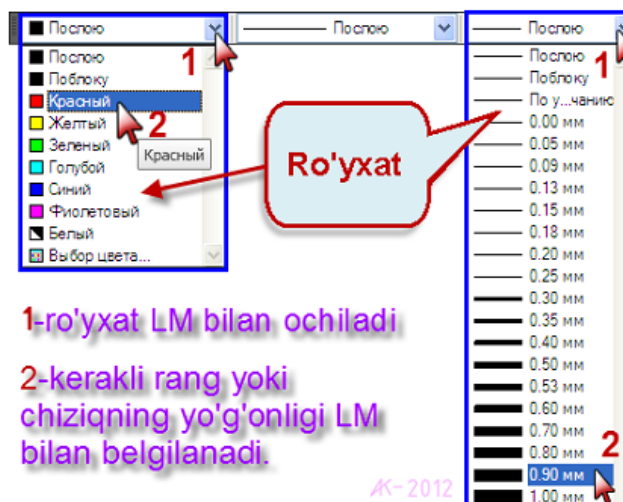 Послою
Послою
Послою
1
Послою
Поблоку
Красный
2
Желтый
Зеленый
Красный
Голубой
Синий
Фиолетовый
Белый
Выбор цвета...
Ro'yxat
1
Послою
Поблоку
По у...чанию
0.00 мм
0.05 мм
0.09 мм
0.13 мм
0.15 мм
0.18 мм
0.20 мм
0.25 мм
0.30 мм
0.35 мм
0.40 мм
0.50 мм
0.53 мм
0.60 мм
0.70 мм
0.80 мм
2
0.90 мм
1.00 мм
1-ro'yxat LM bilan ochiladi
2-kerakli rang yoki
chiziqning yo'g'onligi LM
bilan belgilanadi.
AK-2012